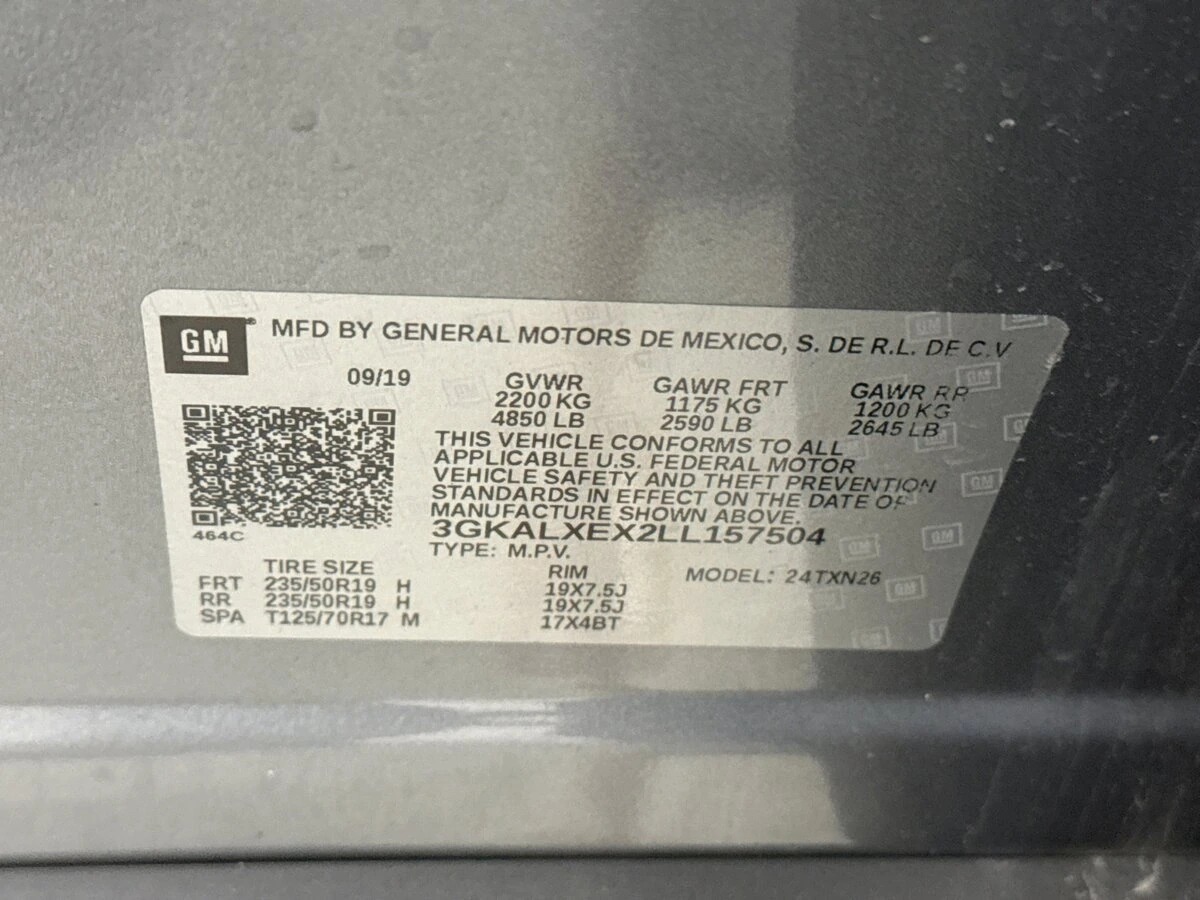 GM MFD BY GENERAL MOTORS DE MEXICO, S. DE R.L. DE C.V
09/19 GVWR GAWR FRT GAWR RR
2200 KG 1175 KG 1200 KG
4850 LB 2590 LB 2645 LB
THIS VEHICLE CONFORMS TO ALL
APPLICABLE U.S. FEDERAL MOTOR
VEHICLE SAFETY AND THEFT PREVENTION
STANDARDS IN EFFECT ON THE DATE OF
MANUFACTURE SHOWN ABOVE.
464C 3GKALXEX2LL157504
TYPE: M.P.V.
TIRE SIZE RIM MODEL: 24TXN26
FRT 235/50R19 H 19X7.5J
RR 235/50R19 H 19X7.5J
SPA T125/70R17 M 17X4BT